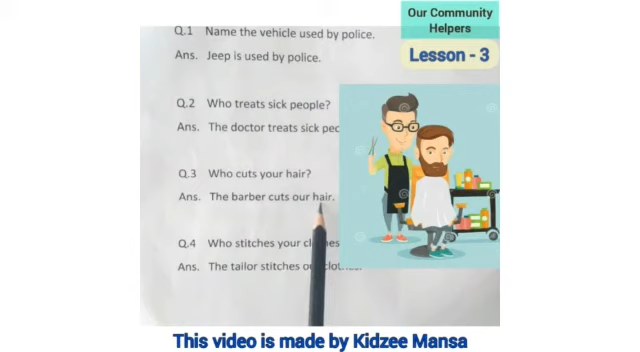 Our Community
Helpers
Lesson - 3
Q.1 Name the vehicle used by police.
Ans. Jeep is used by police.
Q.2 Who treats sick people?
Ans. The doctor treats sick
Q.3 Who cuts your hair?
Ans. The barber cuts our hair.
Q.4 Who stitches your
Ans. The tailor stitches
This video is made by Kidzee Mansa